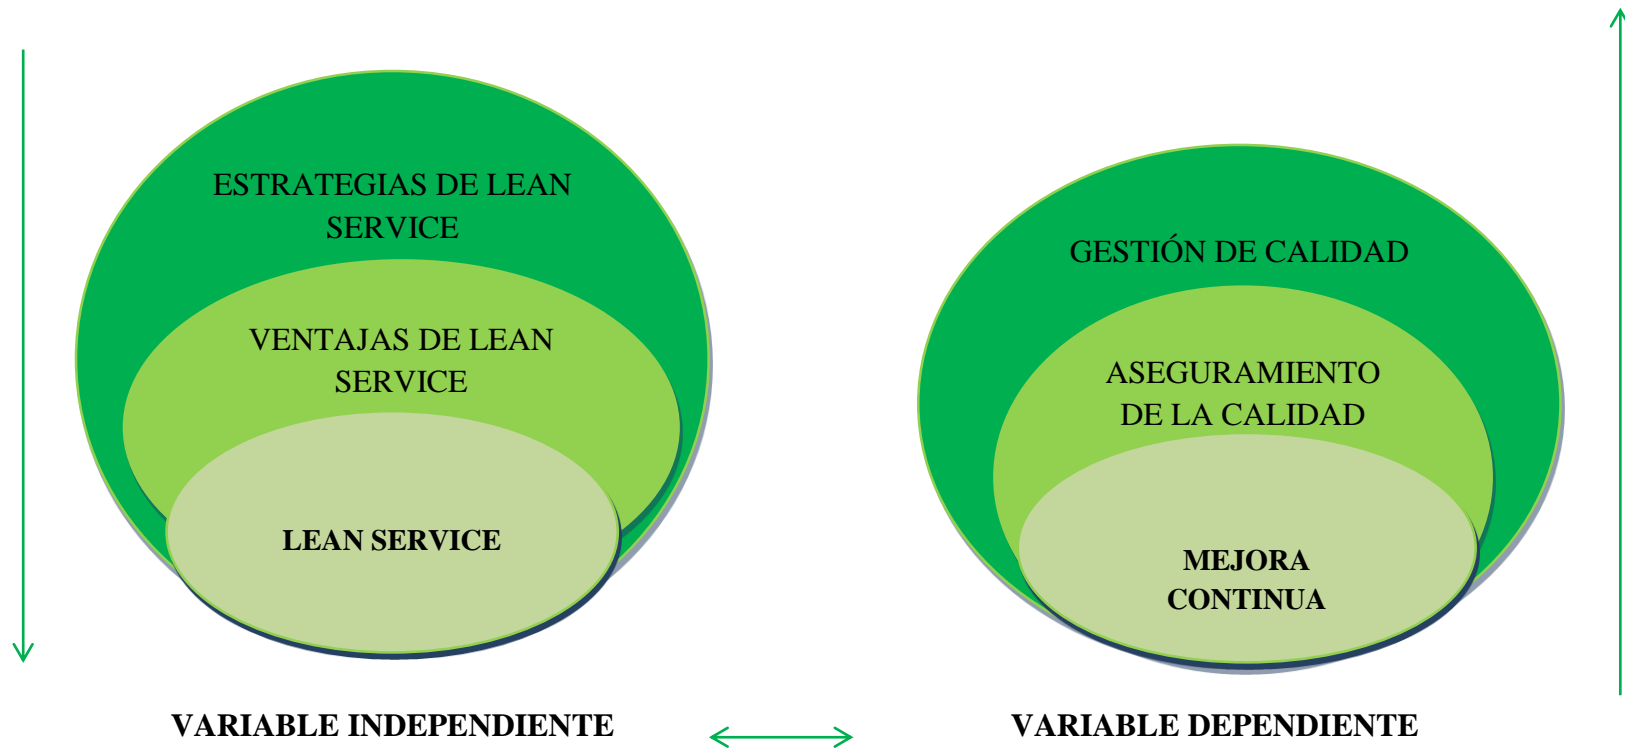 ESTRATEGIAS DE LEAN
SERVICE
VENTAJAS DE LEAN
SERVICE
LEAN SERVICE
VARIABLE INDEPENDIENTE
GESTIÓN DE CALIDAD
ASEGURAMIENTO
DE LA CALIDAD
MEJORA
CONTINUA
VARIABLE DEPENDIENTE